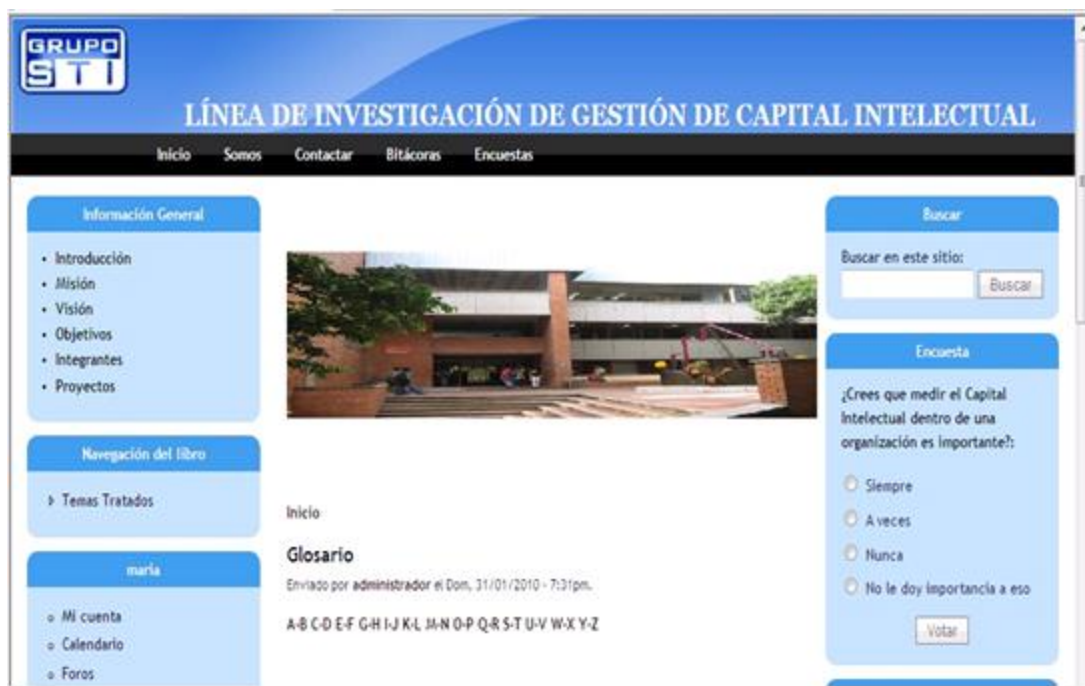 GRUPO
STI
LÍNEA DE INVESTIGACIÓN DE GESTIÓN DE CAPITAL INTELECTUAL
Inicio Somos Contactar Bitácoras Encuestas
Información General
• Introducción
• Misión
• Visión
• Objetivos
• Integrantes
• Proyectos
Navegación del libro
Temas Tratados
maria
Mi cuenta
Calendario
Foros
Inicio
Glosario
Enviado por administrador el Dom, 31/01/2010 - 7:31pm.
A-B C-D E-F G-H I-J K-L M-N O-P Q-R S-T U-V W-X Y-Z
Buscar
Buscar en este sitio:
Buscar
Encuesta
¿Crees que medir el Capital
Intelectual dentro de una
organización es importante?:
Siempre
A veces
Nunca
No le doy importancia a eso
Votar